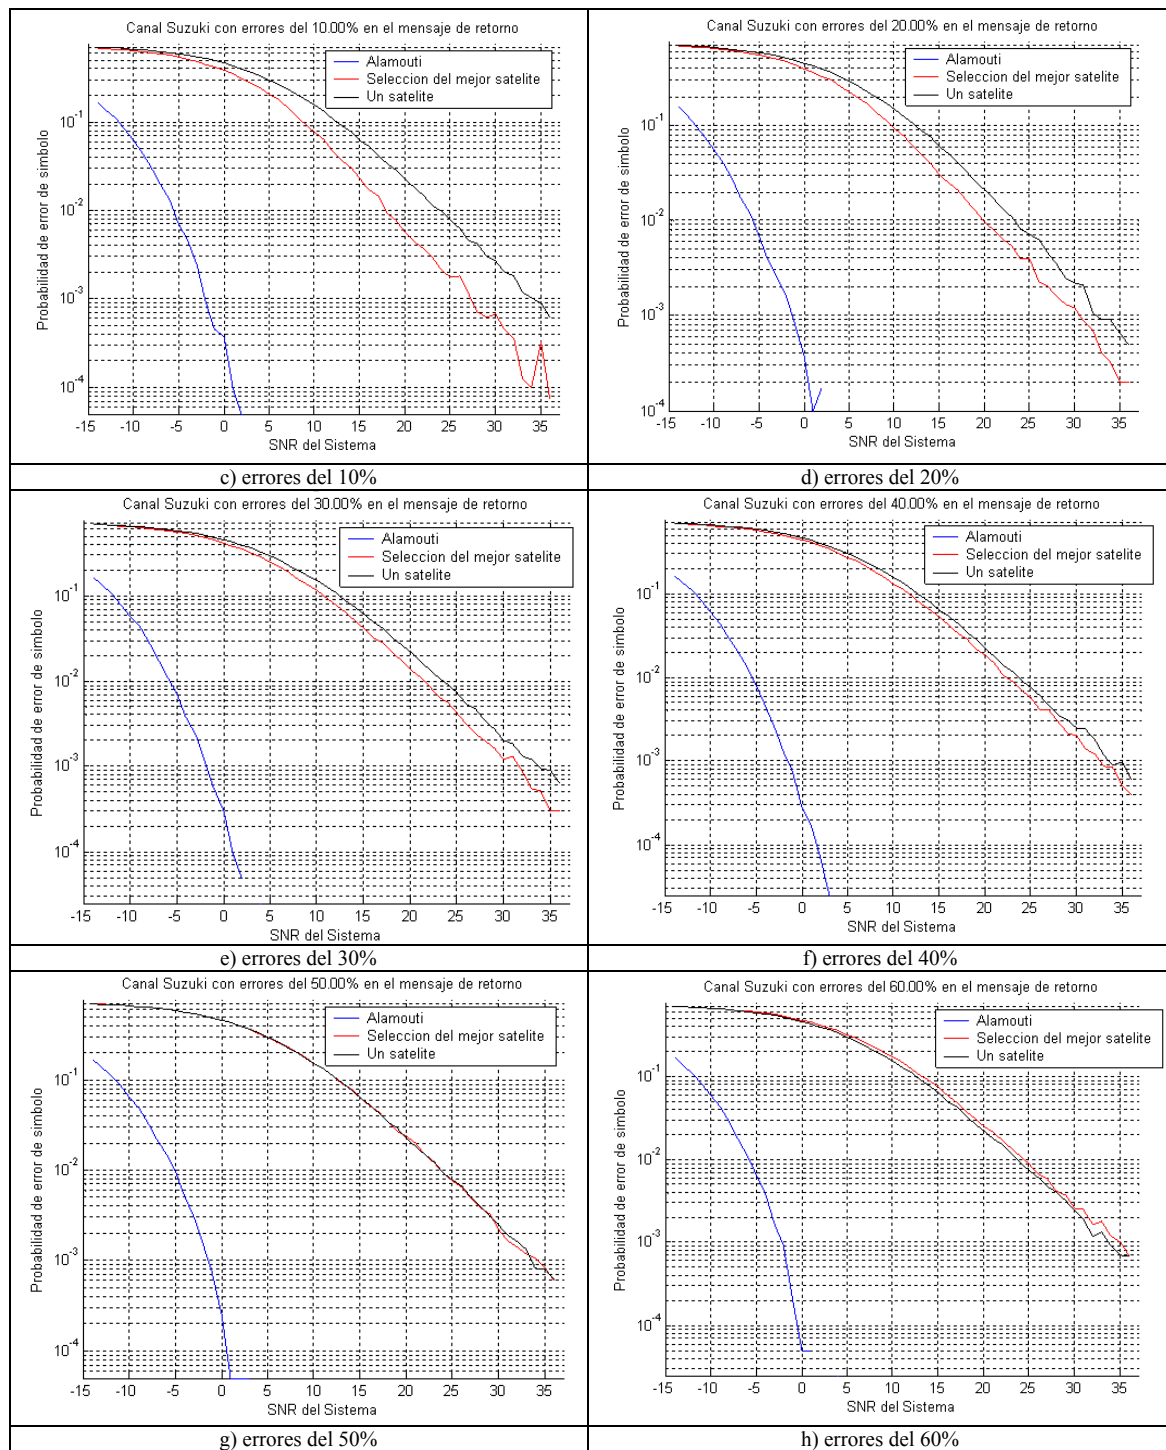 Canal Suzuki con errores del 10.00% en el mensaje de retorno
Alamouti
Seleccion del mejor satelite
Un satelite
Probabilidad de error de simbolo
10^-1
10^-2
10^-3
10^-4
-15 -10 -5 0 5 10 15 20 25 30 35
SNR del Sistema
c) errores del 10%
Canal Suzuki con errores del 20.00% en el mensaje de retorno
Alamouti
Seleccion del mejor satelite
Un satelite
Probabilidad de error de simbolo
10^-1
10^-2
10^-3
10^-4
-15 -10 -5 0 5 10 15 20 25 30 35
SNR del Sistema
d) errores del 20%
Canal Suzuki con errores del 30.00% en el mensaje de retorno
Alamouti
Seleccion del mejor satelite
Un satelite
Probabilidad de error de simbolo
10^-1
10^-2
10^-3
10^-4
-15 -10 -5 0 5 10 15 20 25 30 35
SNR del Sistema
e) errores del 30%
Canal Suzuki con errores del 40.00% en el mensaje de retorno
Alamouti
Seleccion del mejor satelite
Un satelite
Probabilidad de error de simbolo
10^-1
10^-2
10^-3
10^-4
-15 -10 -5 0 5 10 15 20 25 30 35
SNR del Sistema
f) errores del 40%
Canal Suzuki con errores del 50.00% en el mensaje de retorno
Alamouti
Seleccion del mejor satelite
Un satelite
Probabilidad de error de simbolo
10^-1
10^-2
10^-3
10^-4
-15 -10 -5 0 5 10 15 20 25 30 35
SNR del Sistema
g) errores del 50%
Canal Suzuki con errores del 60.00% en el mensaje de retorno
Alamouti
Seleccion del mejor satelite
Un satelite
Probabilidad de error de simbolo
10^-1
10^-2
10^-3
10^-4
-15 -10 -5 0 5 10 15 20 25 30 35
SNR del Sistema
h) errores del 60%